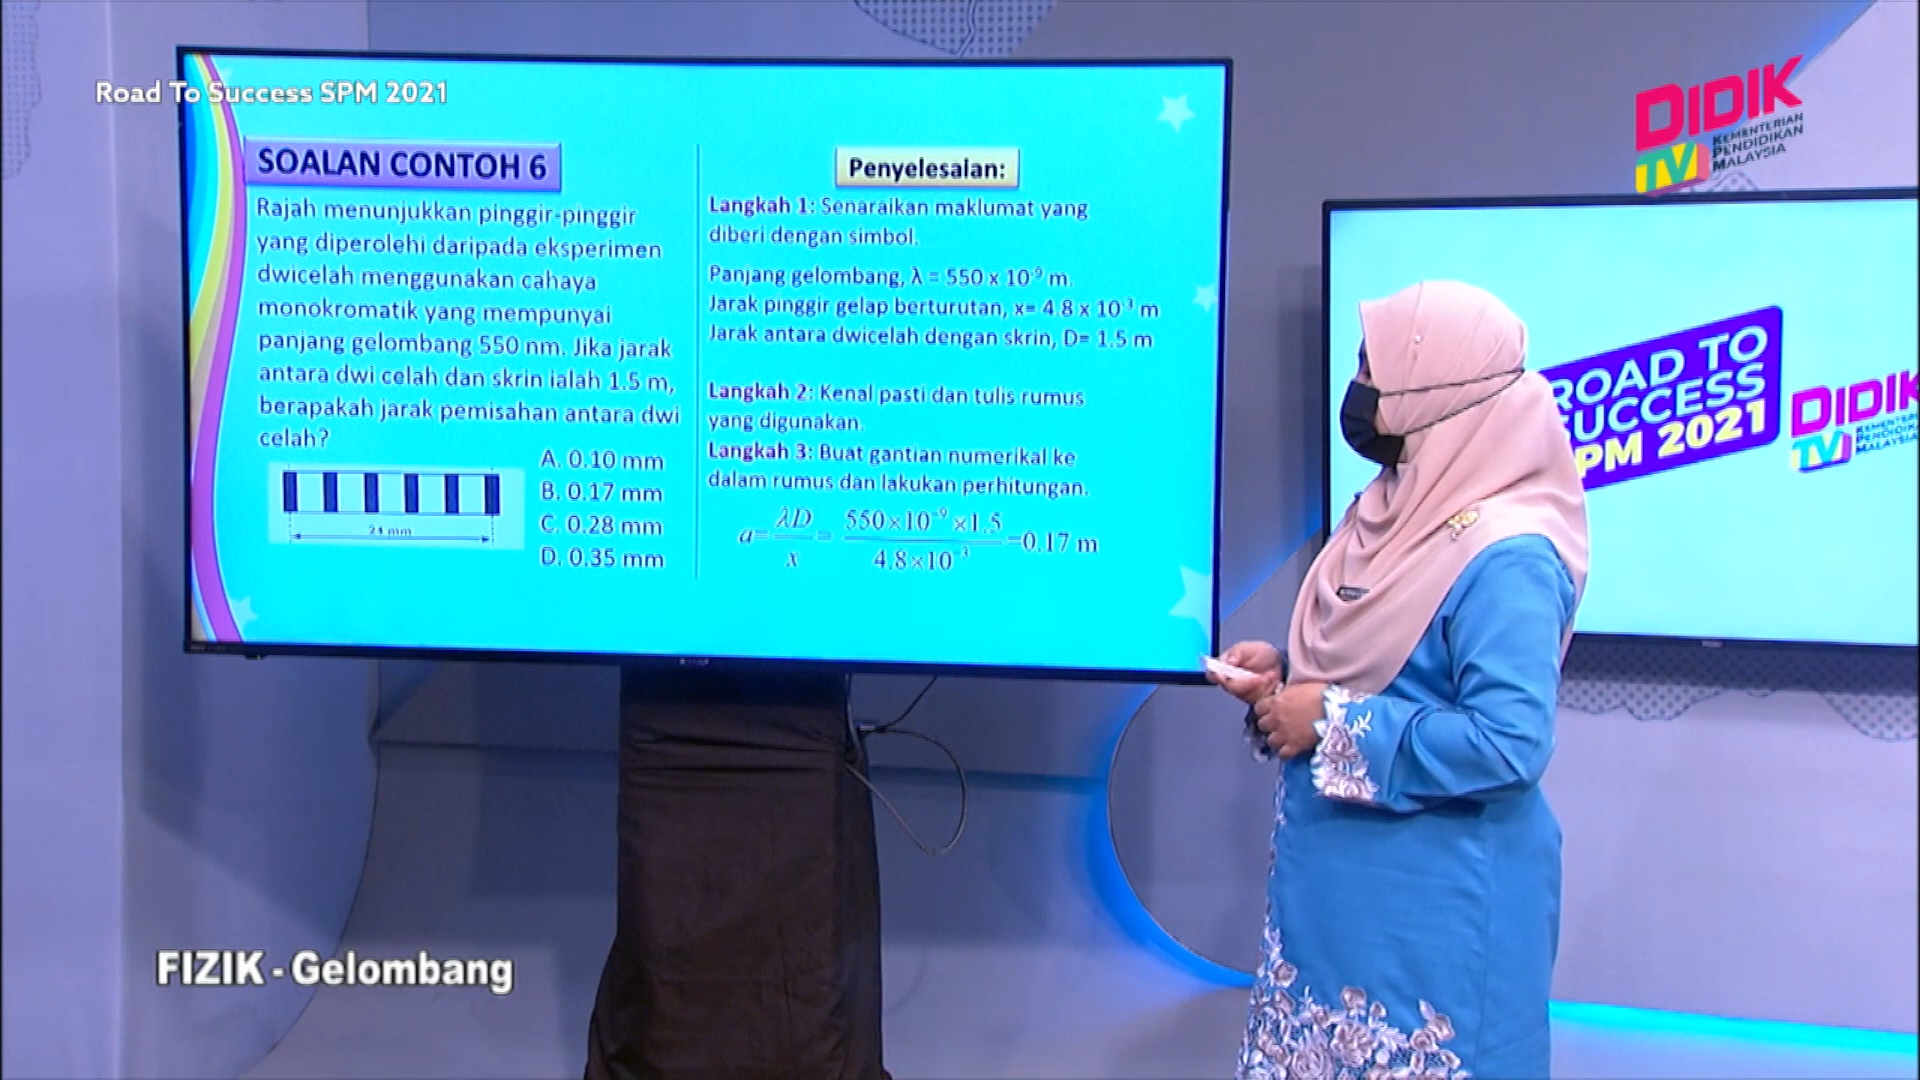 Road To Success SPM 2021
SOALAN CONTOH 6
Rajah menunjukkan pinggir-pinggir
yang diperolehi daripada eksperimen
dwicelah menggunakan cahaya
monokromatik yang mempunyai
panjang gelombang 550 nm. Jika jarak
antara dwi celah dan skrin ialah 1.5 m,
berapakah jarak pemisahan antara dwi
celah?
24 mm
A. 0.10 mm
B. 0.17 mm
C. 0.28 mm
D. 0.35 mm
Penyelesaian:
Langkah 1: Senaraikan maklumat yang
diberi dengan simbol.
Panjang gelombang, λ = 550 x 10⁻⁹ m.
Jarak pinggir gelap berturutan, x= 4.8 x 10⁻³ m
Jarak antara dwicelah dengan skrin, D= 1.5 m
Langkah 2: Kenal pasti dan tulis rumus
yang digunakan.
Langkah 3: Buat gantian numerikal ke
dalam rumus dan lakukan perhitungan.
a= λD / x = 550×10⁻⁹ ×1.5 / 4.8×10⁻³ =0.17 m
DIDIK
TV KEMENTERIAN
PENDIDIKAN
MALAYSIA
ROAD TO
SUCCESS
SPM 2021
DIDIK
TV
FIZIK - Gelombang